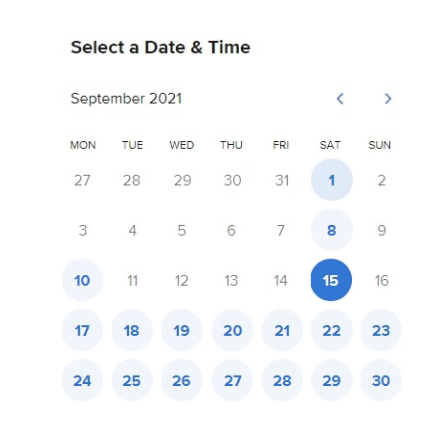 Select a Date & Time
September 2021
MON TUE WED THU FRI SAT SUN
27 28 29 30 31 1 2
3 4 5 6 7 8 9
10 11 12 13 14 15 16
17 18 19 20 21 22 23
24 25 26 27 28 29 30